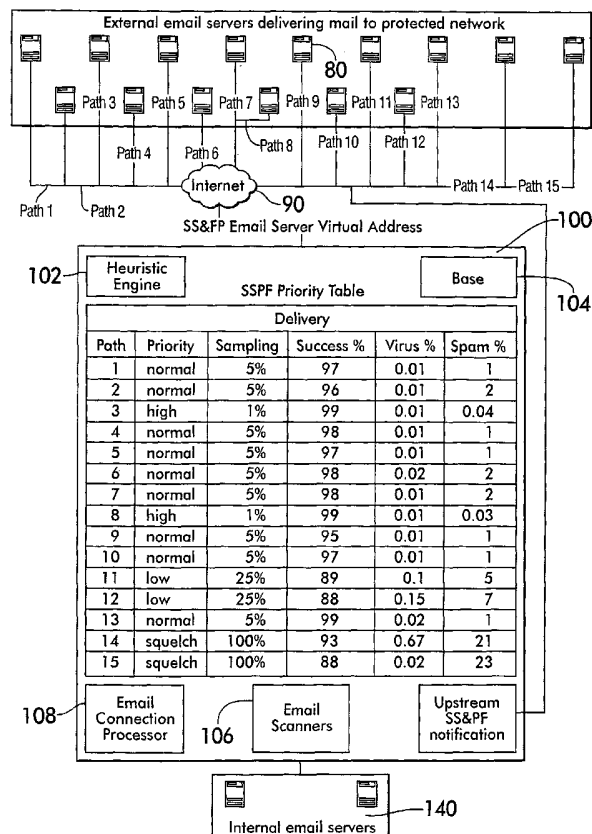 External email servers delivering mail to protected network
80
Path 3
Path 5
Path 7
Path 9
Path 11
Path 13
Path 4
Path 6
Path 8
Path 10
Path 12
Path 1
Path 2
Internet
90
Path 14
Path 15
SS&FP Email Server Virtual Address
100
102
Heuristic Engine
SSPF Priority Table
Base
104
Delivery
Path Priority Sampling Success % Virus % Spam %
1 normal 5% 97 0.01 1
2 normal 5% 96 0.01 2
3 high 1% 99 0.01 0.04
4 normal 5% 98 0.01 1
5 normal 5% 97 0.01 1
6 normal 5% 98 0.02 2
7 normal 5% 98 0.01 2
8 high 1% 99 0.01 0.03
9 normal 5% 95 0.01 1
10 normal 5% 97 0.01 1
11 low 25% 89 0.1 5
12 low 25% 88 0.15 7
13 normal 5% 99 0.02 1
14 squelch 100% 93 0.67 21
15 squelch 100% 88 0.02 23
108
Email
Connection
Processor
106
Email
Scanners
Upstream
SS&PF
notification
140
Internal email servers